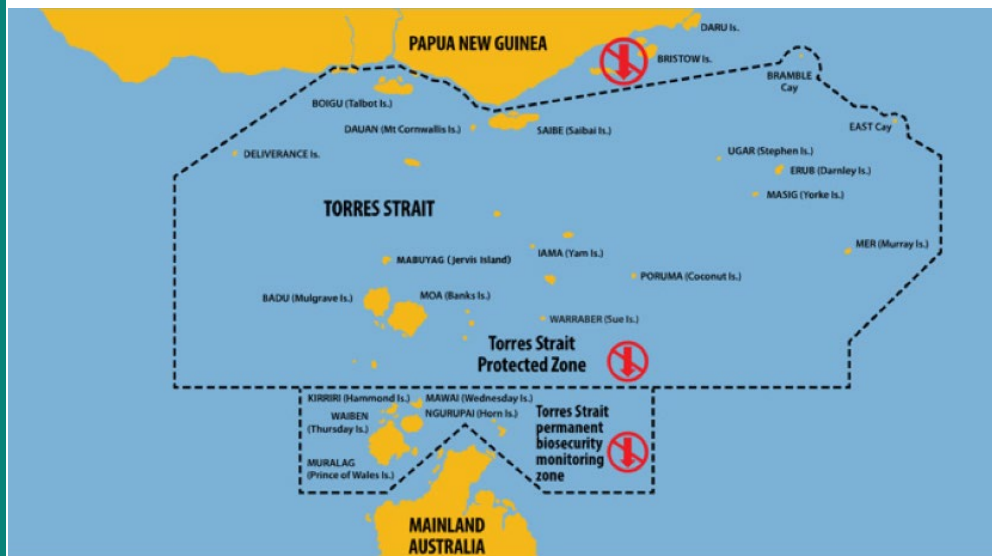 DARU Is.
PAPUA NEW GUINEA
BRISTOW Is.
BRAMBLE
Cay
BOIGU (Talbot Is.)
EAST Cay
DAUAN (Mt Cornwallis Is.)
SAIBE (Saibai Is.)
DELIVERANCE Is.
UGAR (Stephen Is.)
ERUB (Darnley Is.)
MASIG (Yorke Is.)
TORRES STRAIT
MER (Murray Is.)
IAMA (Yam Is.)
MABUYAG (Jervis Island)
PORUMA (Coconut Is.)
BADU (Mulgrave Is.)
MOA (Banks Is.)
WARRABER (Sue Is.)
Torres Strait
Protected Zone
KIRRIRI (Hammond Is.)
MAWAI (Wednesday Is.)
WAIBEN
(Thursday Is.)
NGURUPAI (Horn Is.)
Torres Strait
permanent
biosecurity
monitoring
zone
MURALAG
(Prince of Wales Is.)
MAINLAND
AUSTRALIA